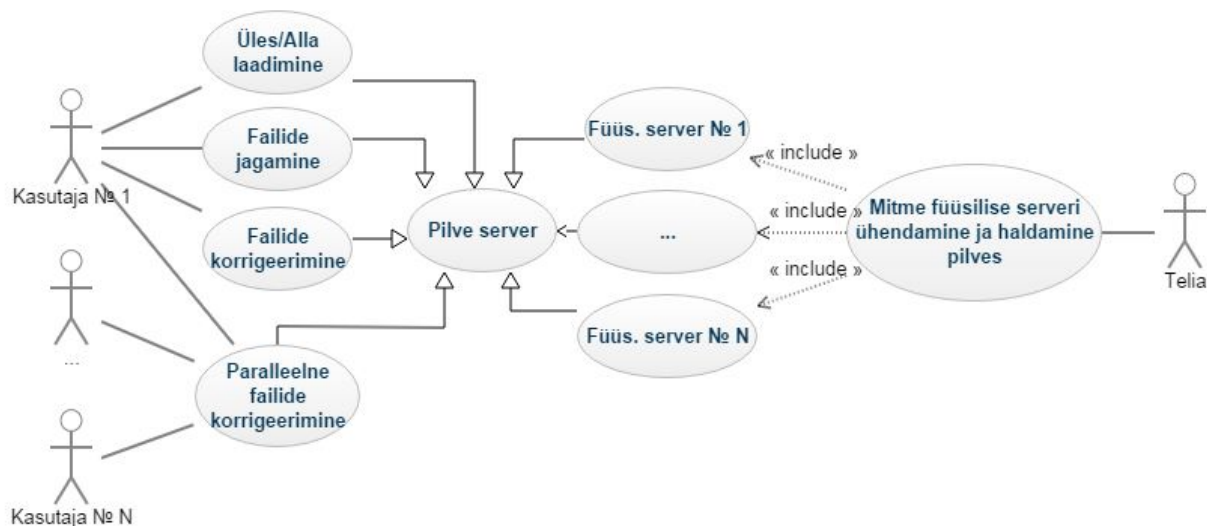 Üles/Alla
laadimine
Kasutaja № 1
Failide
jagamine
Failide
korrigeerimine
...
Paralleelne
failide
korrigeerimine
Kasutaja № N
Pilve server
Füüs. server № 1
...
Füüs. server № N
« include »
« include »
« include »
Mitme füüsilise serveri
ühendamine ja haldamine
pilves
Telia